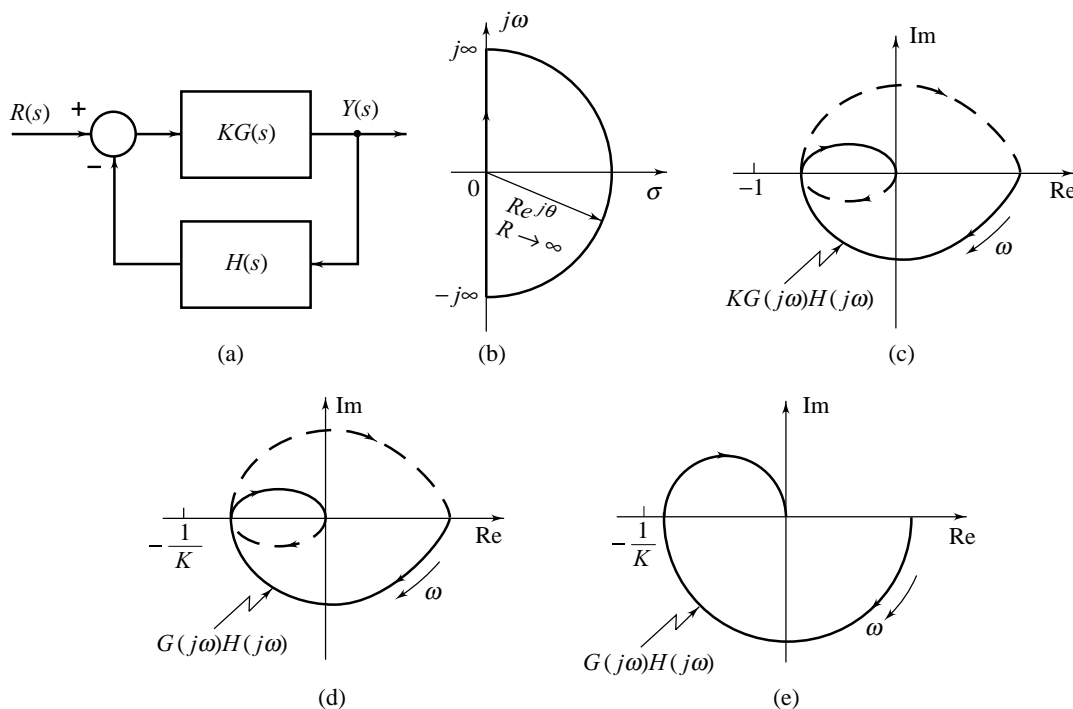 R(s)
+
−
KG(s)
Y(s)
H(s)
(a)
jω
j∞
0
σ
Re jθ
R → ∞
−j∞
(b)
Im
−1
Re
ω
KG(jω)H(jω)
(c)
Im
−1/K
Re
ω
G(jω)H(jω)
(d)
Im
−1/K
Re
ω
G(jω)H(jω)
(e)